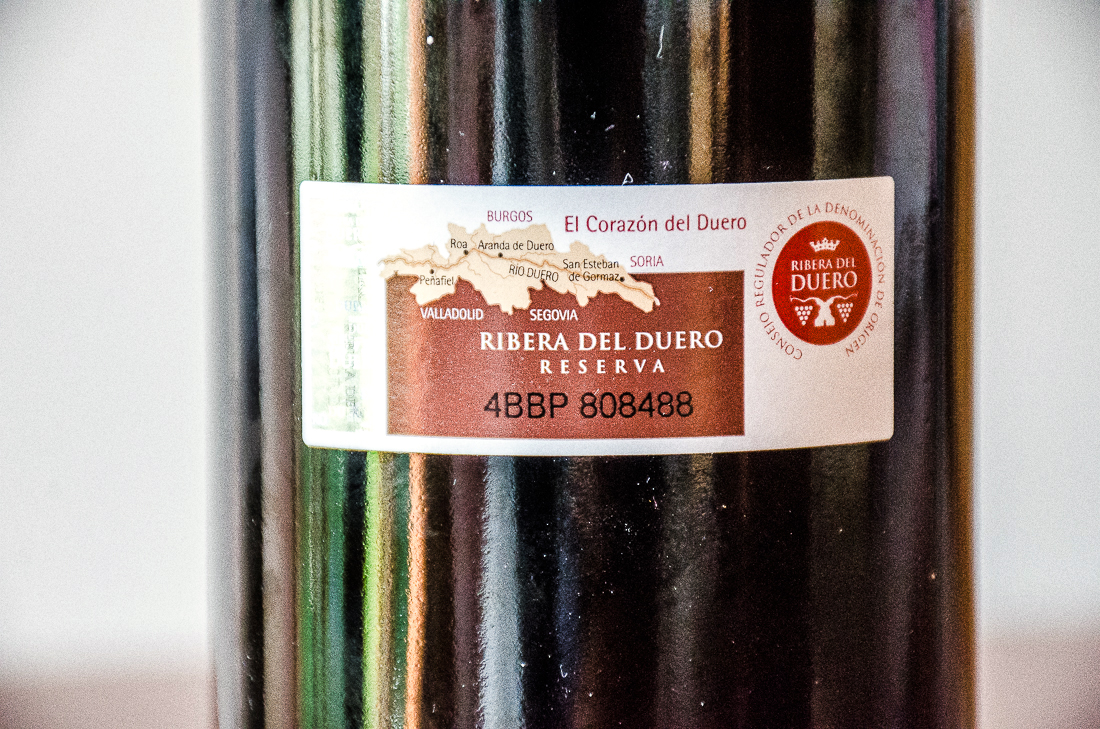 BURGOS
El Corazón del Duero
Roa
Aranda de Duero
Peñafiel
RIO DUERO
San Esteban
de Gormaz
SORIA
VALLADOLID
SEGOVIA
RIBERA DEL DUERO
RESERVA
4BBP 808488
CONSEJO REGULADOR DE LA DENOMINACIÓN DE ORIGEN
RIBERA DEL
DUERO